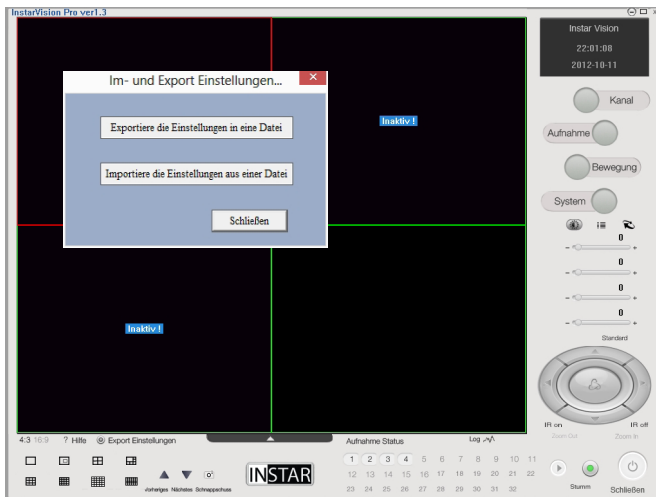 InstarVision Pro ver1.3
Instar Vision
22:01:08
2012-10-11
Im- und Export Einstellungen...
Exportiere die Einstellungen in eine Datei
Importiere die Einstellungen aus einer Datei
Schließen
Inaktiv !
Inaktiv !
Kanal
Aufnahme
Bewegung
System
0
- +
0
- +
0
- +
0
- +
Standard
IR on IR off
Zoom Out Zoom In
4:3 16:9 ? Hilfe Export Einstellungen
Aufnahme Status Log
1 2 3 4 5 6 7 8 9 10 11
12 13 14 15 16 17 18 19 20 21 22
23 24 25 26 27 28 29 30 31 32
Vorheriges Nächstes Schnappschuss
INSTAR
Stumm Schließen